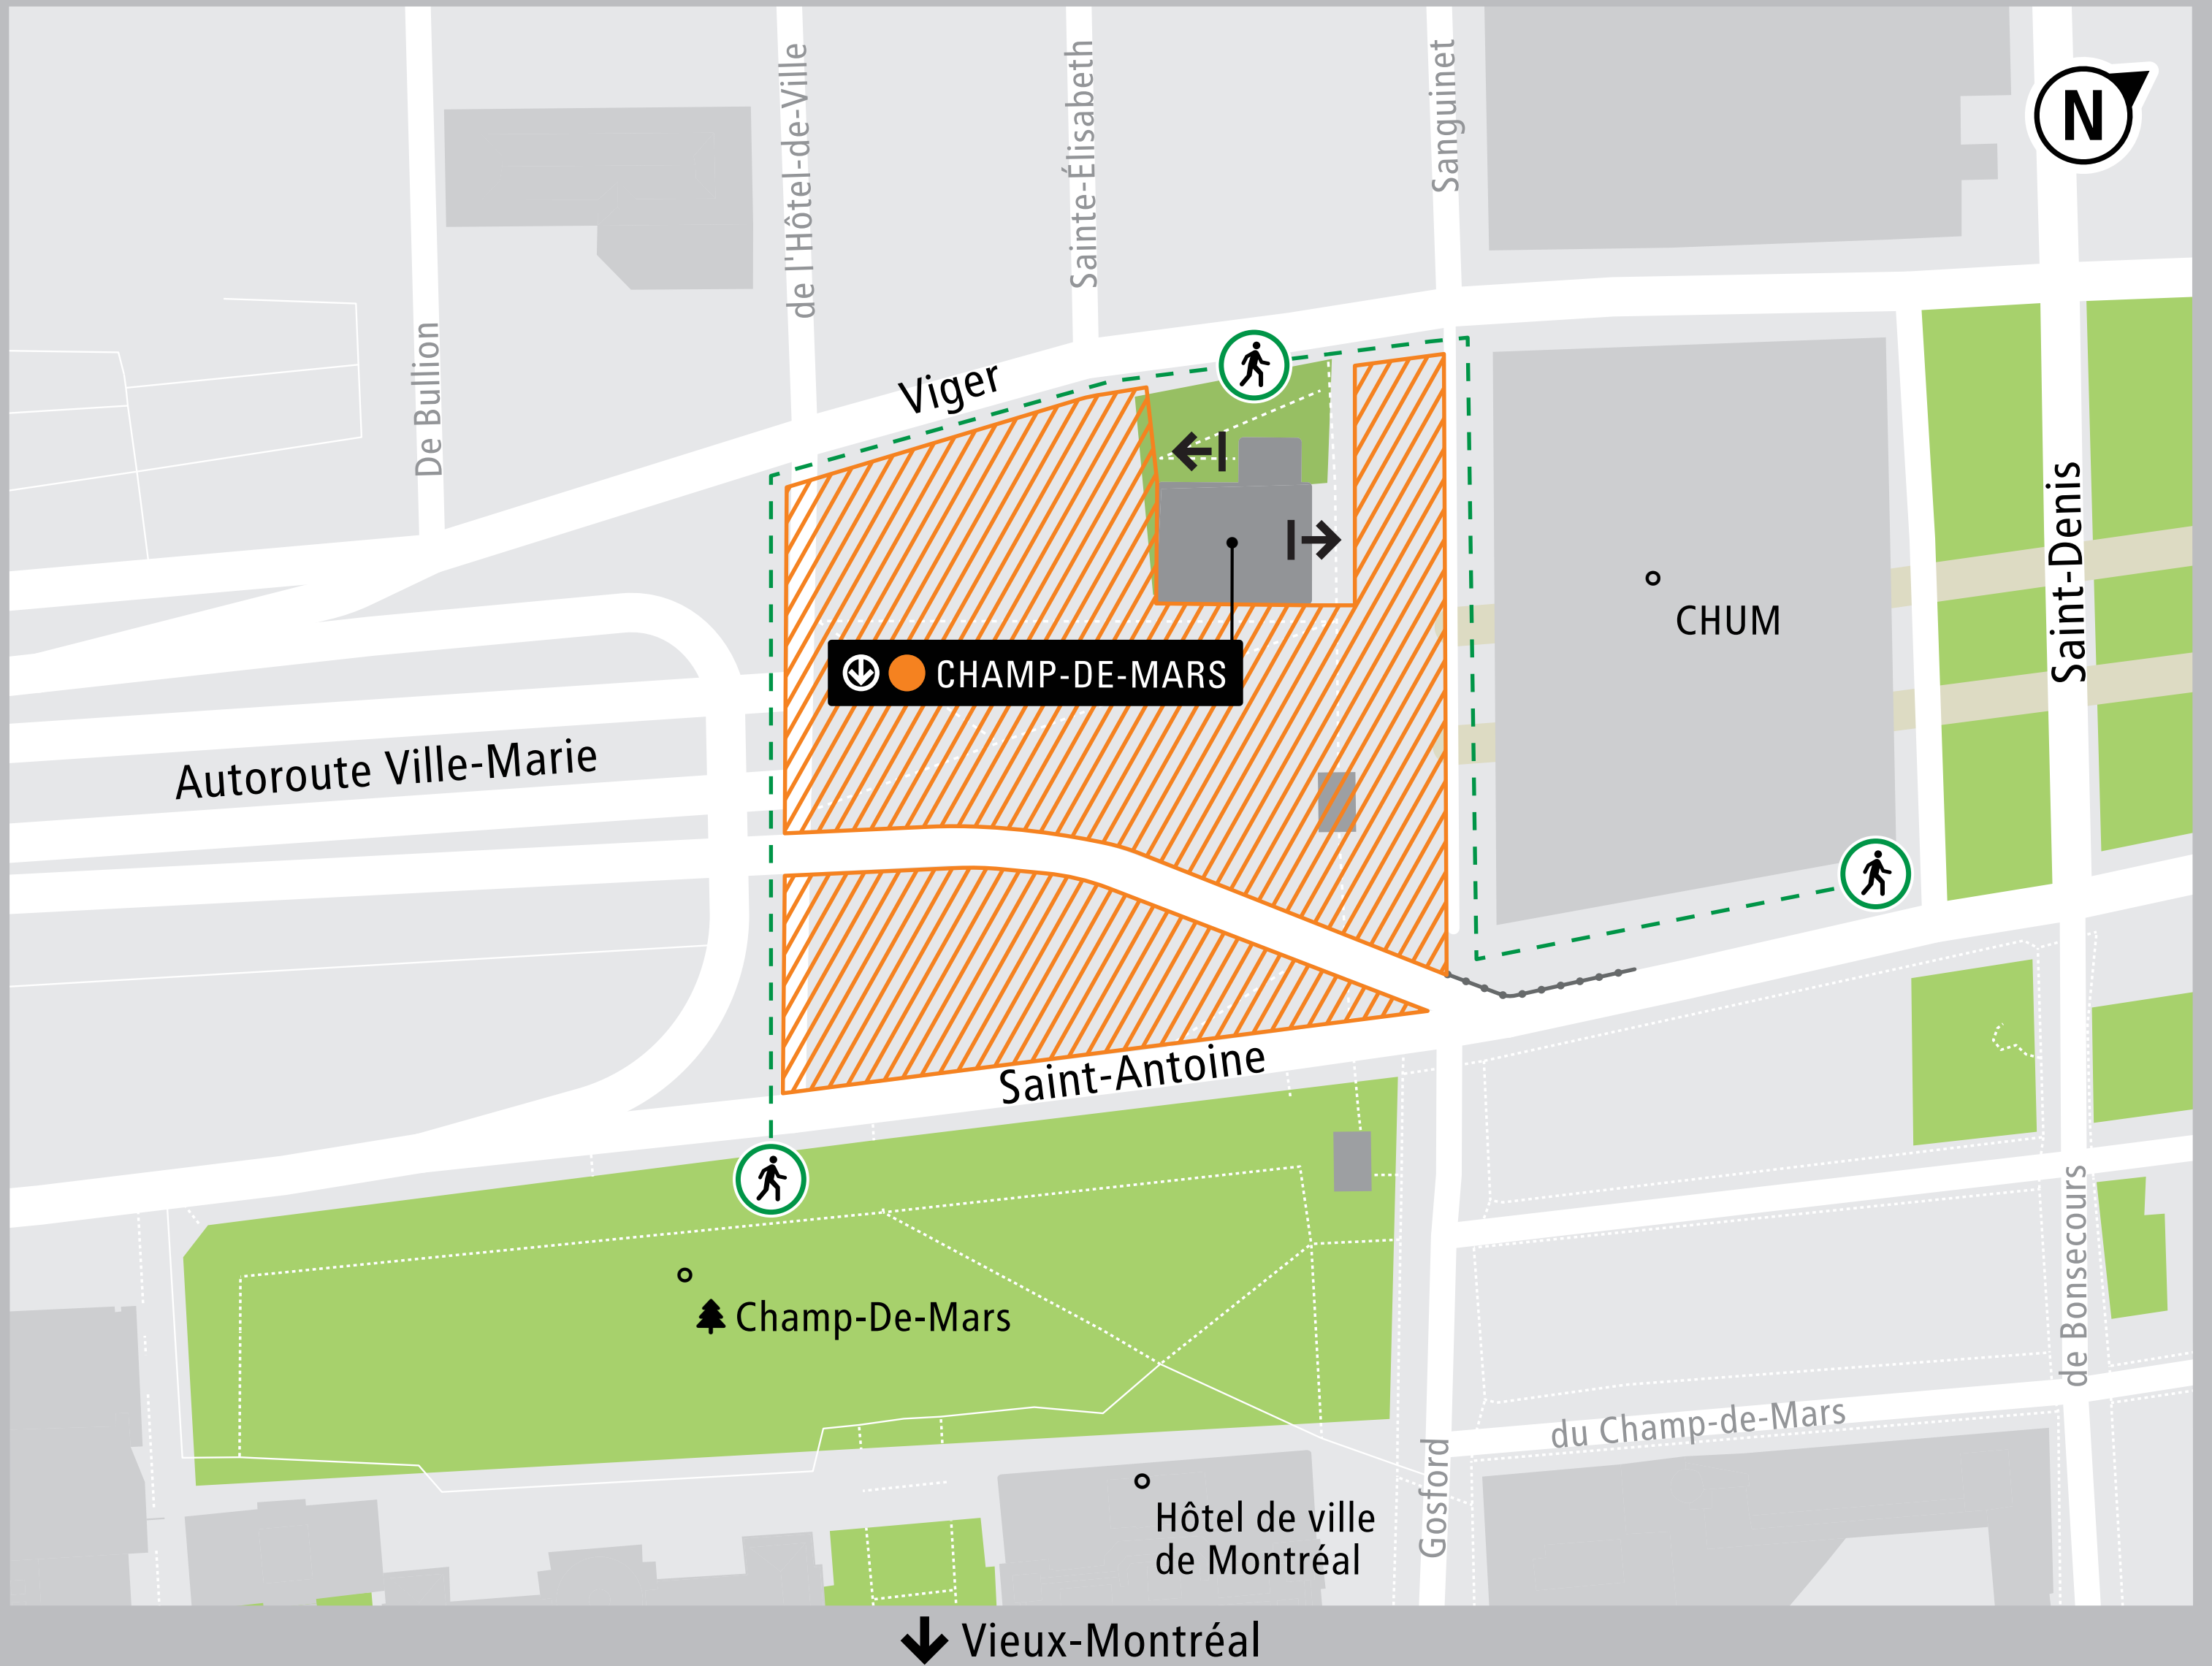 de l'Hôtel-de-Ville
Sainte-Élisabeth
Sanguinet
N
De Bullion
Viger
Saint-Denis
CHUM
CHAMP-DE-MARS
Autoroute Ville-Marie
Saint-Antoine
Champ-De-Mars
de Bonsecours
du Champ-de-Mars
Gosford
Hôtel de ville
de Montréal
Vieux-Montréal